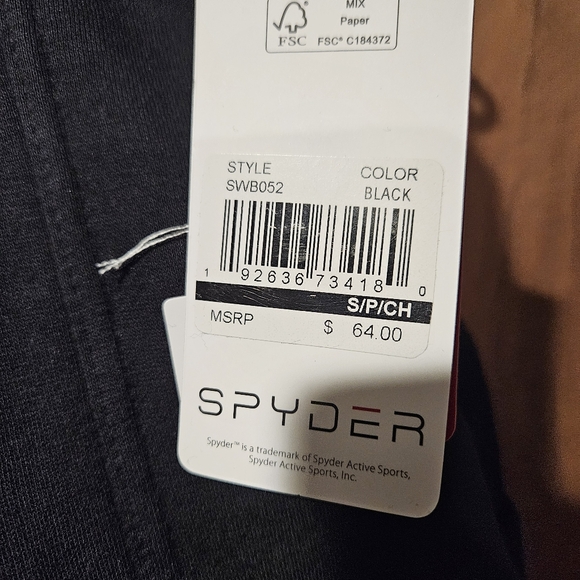 MIX
Paper
FSC
FSC® C184372
STYLE COLOR
SWB052 BLACK
1 92636 73418 0
S/P/CH
MSRP $ 64.00
SPYDER
Spyder™ is a trademark of Spyder Active Sports,
Spyder Active Sports, Inc.